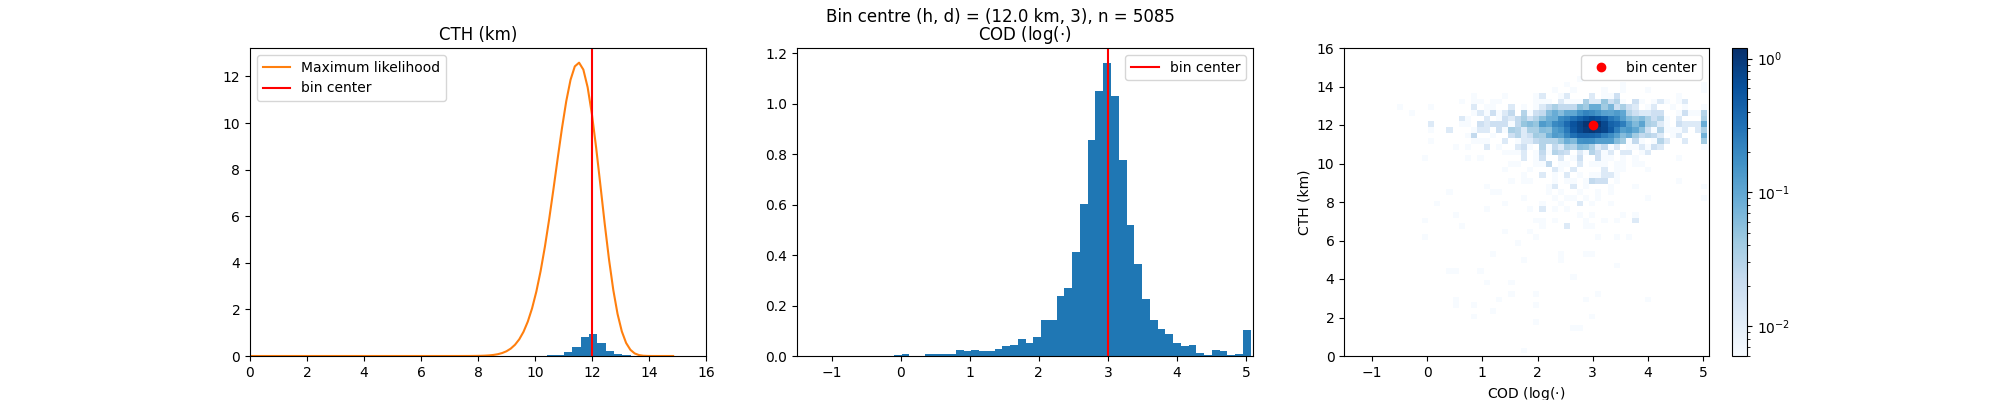 Bin centre (h, d) = (12.0 km, 3), n = 5085
CTH (km)
Maximum likelihood
bin center
12
10
8
6
4
2
0
0 2 4 6 8 10 12 14 16
COD (log(·)
bin center
1.2
1.0
0.8
0.6
0.4
0.2
0.0
−1 0 1 2 3 4 5
bin center
CTH (km)
16
14
12
10
8
6
4
2
0
−1 0 1 2 3 4 5
COD (log(·)
10⁰
10⁻¹
10⁻²